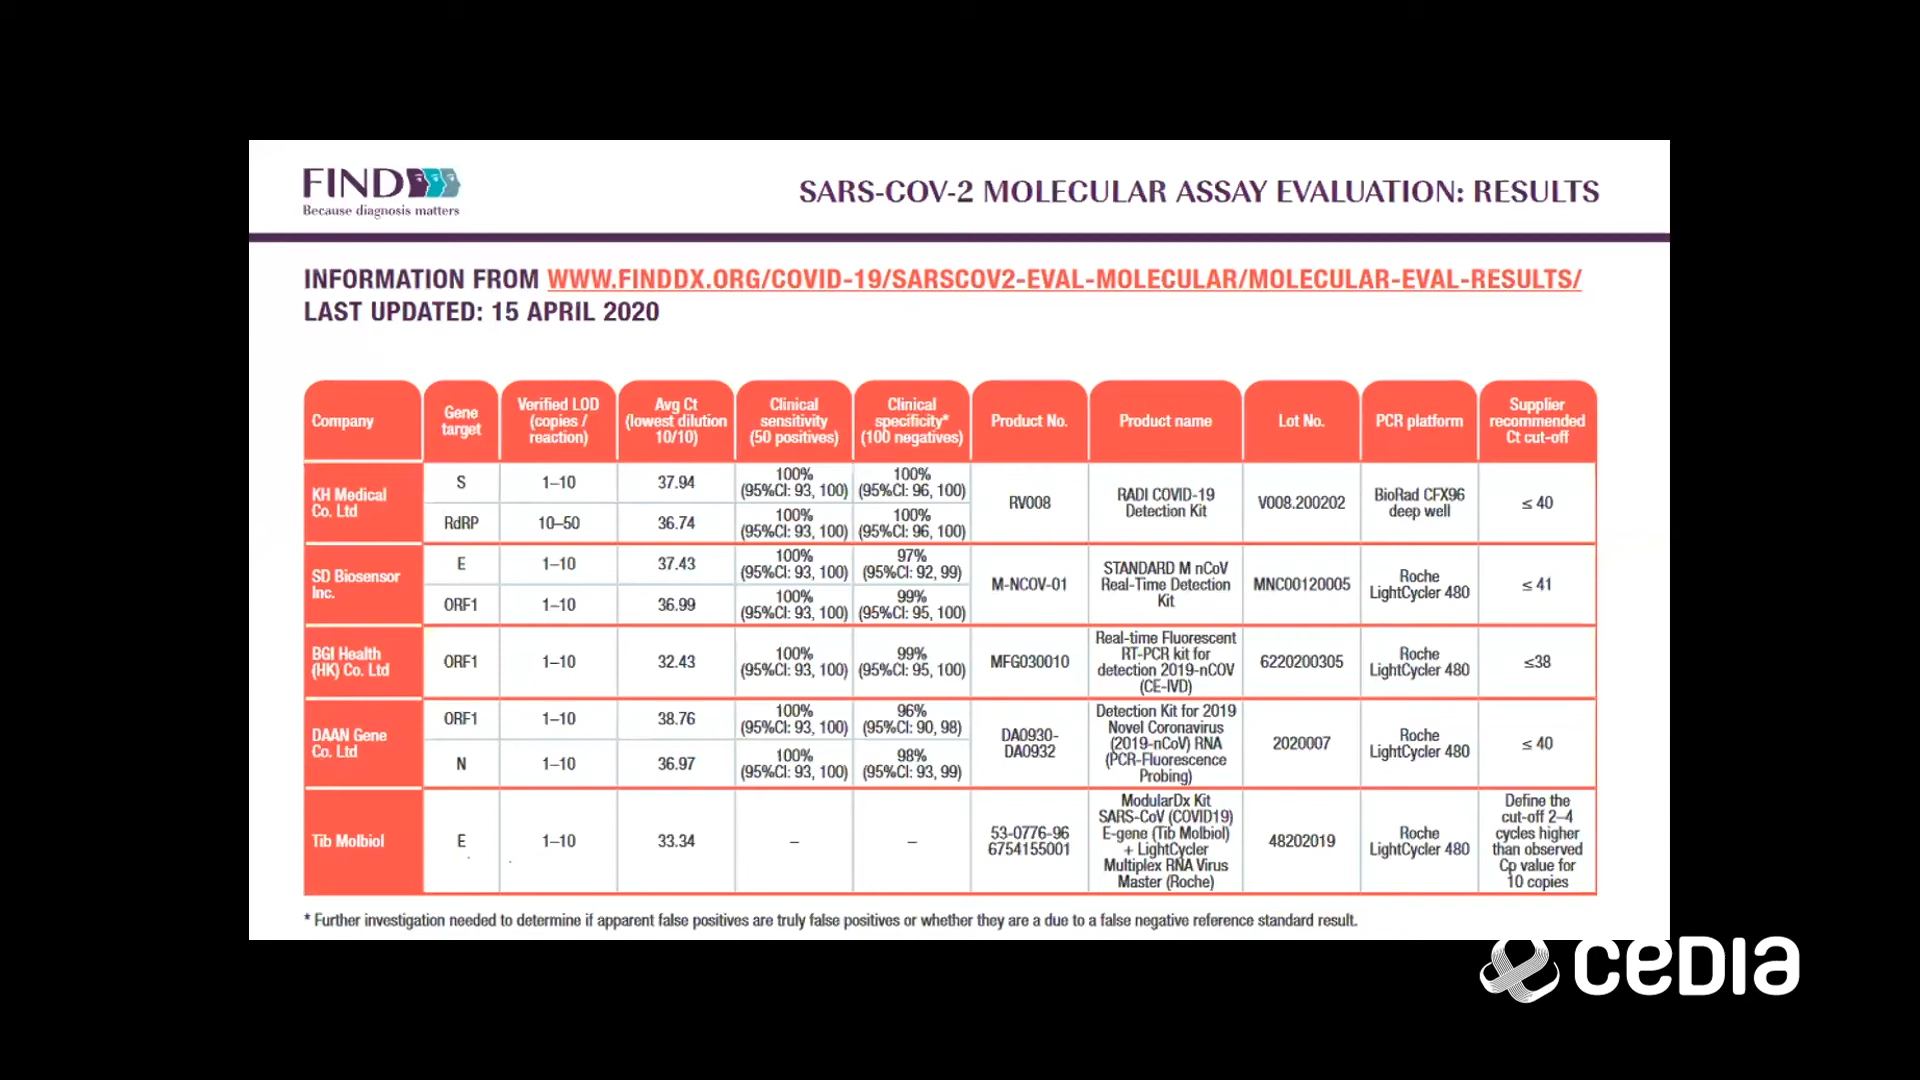 FIND
Because diagnosis matters
SARS-COV-2 MOLECULAR ASSAY EVALUATION: RESULTS
INFORMATION FROM WWW.FINDDX.ORG/COVID-19/SARSCOV2-EVAL-MOLECULAR/MOLECULAR-EVAL-RESULTS/
LAST UPDATED: 15 APRIL 2020
Company
Gene
target
Verified LOD
(copies /
reaction)
Avg Ct
(lowest dilution
10/10)
Clinical
sensitivity
(50 positives)
Clinical
specificity*
(100 negatives)
Product No.
Product name
Lot No.
PCR platform
Supplier
recommended
Ct cut-off
KH Medical
Co. Ltd
S
1–10
37.94
100%
(95%CI: 93, 100)
100%
(95%CI: 96, 100)
RdRP
10–50
36.74
100%
(95%CI: 93, 100)
100%
(95%CI: 96, 100)
RV008
RADI COVID-19
Detection Kit
V008.200202
BioRad CFX96
deep well
≤ 40
SD Biosensor
Inc.
E
1–10
37.43
100%
(95%CI: 93, 100)
97%
(95%CI: 92, 99)
ORF1
1–10
36.99
100%
(95%CI: 93, 100)
99%
(95%CI: 95, 100)
M-NCOV-01
STANDARD M nCoV
Real-Time Detection
Kit
MNC00120005
Roche
LightCycler 480
≤ 41
BGI Health
(HK) Co. Ltd
ORF1
1–10
32.43
100%
(95%CI: 93, 100)
99%
(95%CI: 95, 100)
MFG030010
Real-time Fluorescent
RT-PCR kit for
detection 2019-nCOV
(CE-IVD)
6220200305
Roche
LightCycler 480
≤38
DAAN Gene
Co. Ltd
ORF1
1–10
38.76
100%
(95%CI: 93, 100)
96%
(95%CI: 90, 98)
N
1–10
36.97
100%
(95%CI: 93, 100)
98%
(95%CI: 93, 99)
DA0930-
DA0932
Detection Kit for 2019
Novel Coronavirus
(2019-nCoV) RNA
(PCR-Fluorescence
Probing)
2020007
Roche
LightCycler 480
≤ 40
Tib Molbiol
E
1–10
33.34
–
–
53-0776-96
6754155001
ModularDx Kit
SARS-CoV (COVID19)
E-gene (Tib Molbiol)
+ LightCycler
Multiplex RNA Virus
Master (Roche)
48202019
Roche
LightCycler 480
Define the
cut-off 2–4
cycles higher
than observed
Cp value for
10 copies
* Further investigation needed to determine if apparent false positives are truly false positives or whether they are a due to a false negative reference standard result.
ceDIa